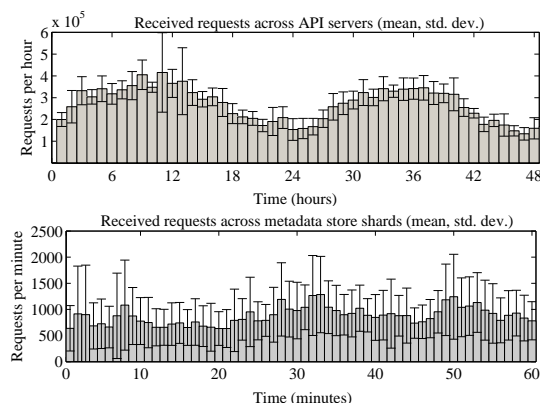 Received requests across API servers (mean, std. dev.)
x 10^5
Requests per hour
6
5
4
3
2
1
0 6 12 18 24 30 36 42 48
Time (hours)
Received requests across metadata store shards (mean, std. dev.)
Requests per minute
2500
2000
1500
1000
500
0
0 10 20 30 40 50 60
Time (minutes)